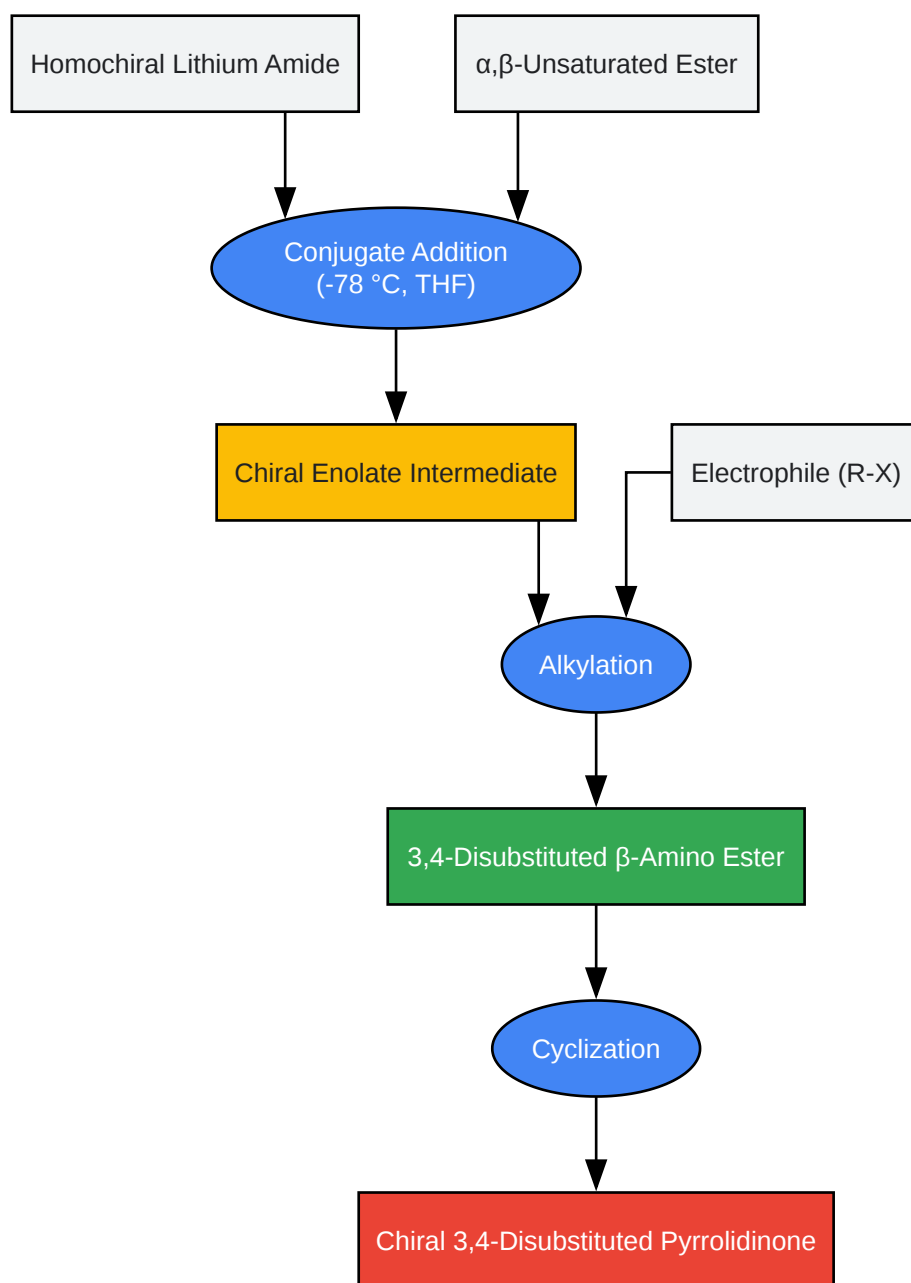 Homochiral Lithium Amide
α,β-Unsaturated Ester
Conjugate Addition
(-78 °C, THF)
Chiral Enolate Intermediate
Electrophile (R-X)
Alkylation
3,4-Disubstituted β-Amino Ester
Cyclization
Chiral 3,4-Disubstituted Pyrrolidinone